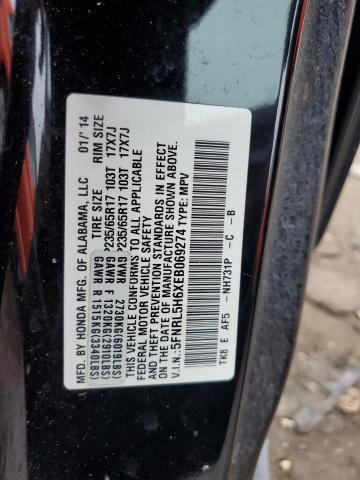 MFD. BY HONDA MFG. OF ALABAMA, LLC 01/'14
TIRE SIZE RIM SIZE
GVWR 2730KG(6019LBS)
GAWR F 1320KG(2910LBS) P235/65R17 103T 17X7J
GAWR R 1515KG(3340LBS) P235/65R17 103T 17X7J
THIS VEHICLE CONFORMS TO ALL APPLICABLE
FEDERAL MOTOR VEHICLE SAFETY
AND THEFT PREVENTION STANDARDS IN EFFECT
ON THE DATE OF MANUFACTURE SHOWN ABOVE.
V.I.N.: 5FNRL5H6XEB069274 TYPE: MPV
TK8 E AF5 -NH731P -C -B